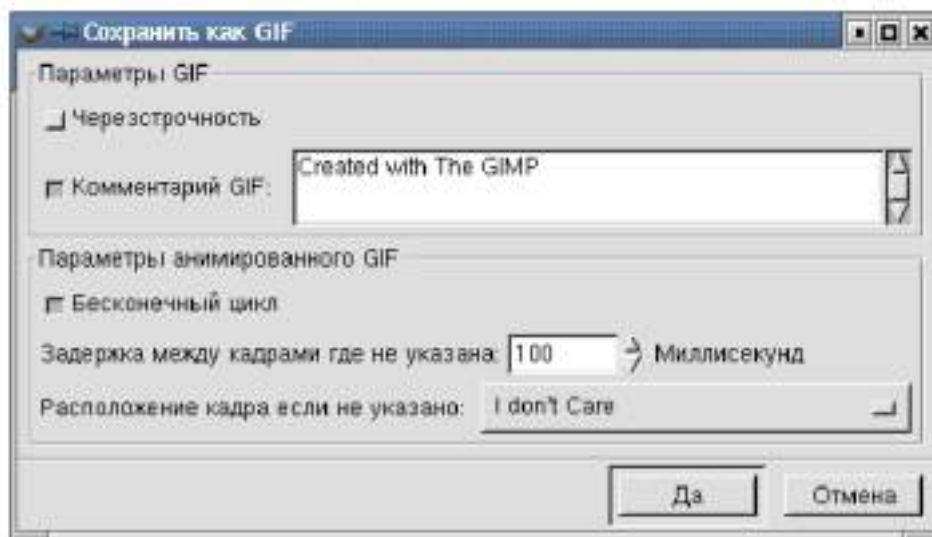 Сохранить как GIF
Параметры GIF
Черезстрочность
Комментарий GIF:
Created with The GIMP
Параметры анимированного GIF
Бесконечный цикл
Задержка между кадрами где не указана: 100 Миллисекунд
Расположение кадра если не указано: I don't Care
Да Отмена